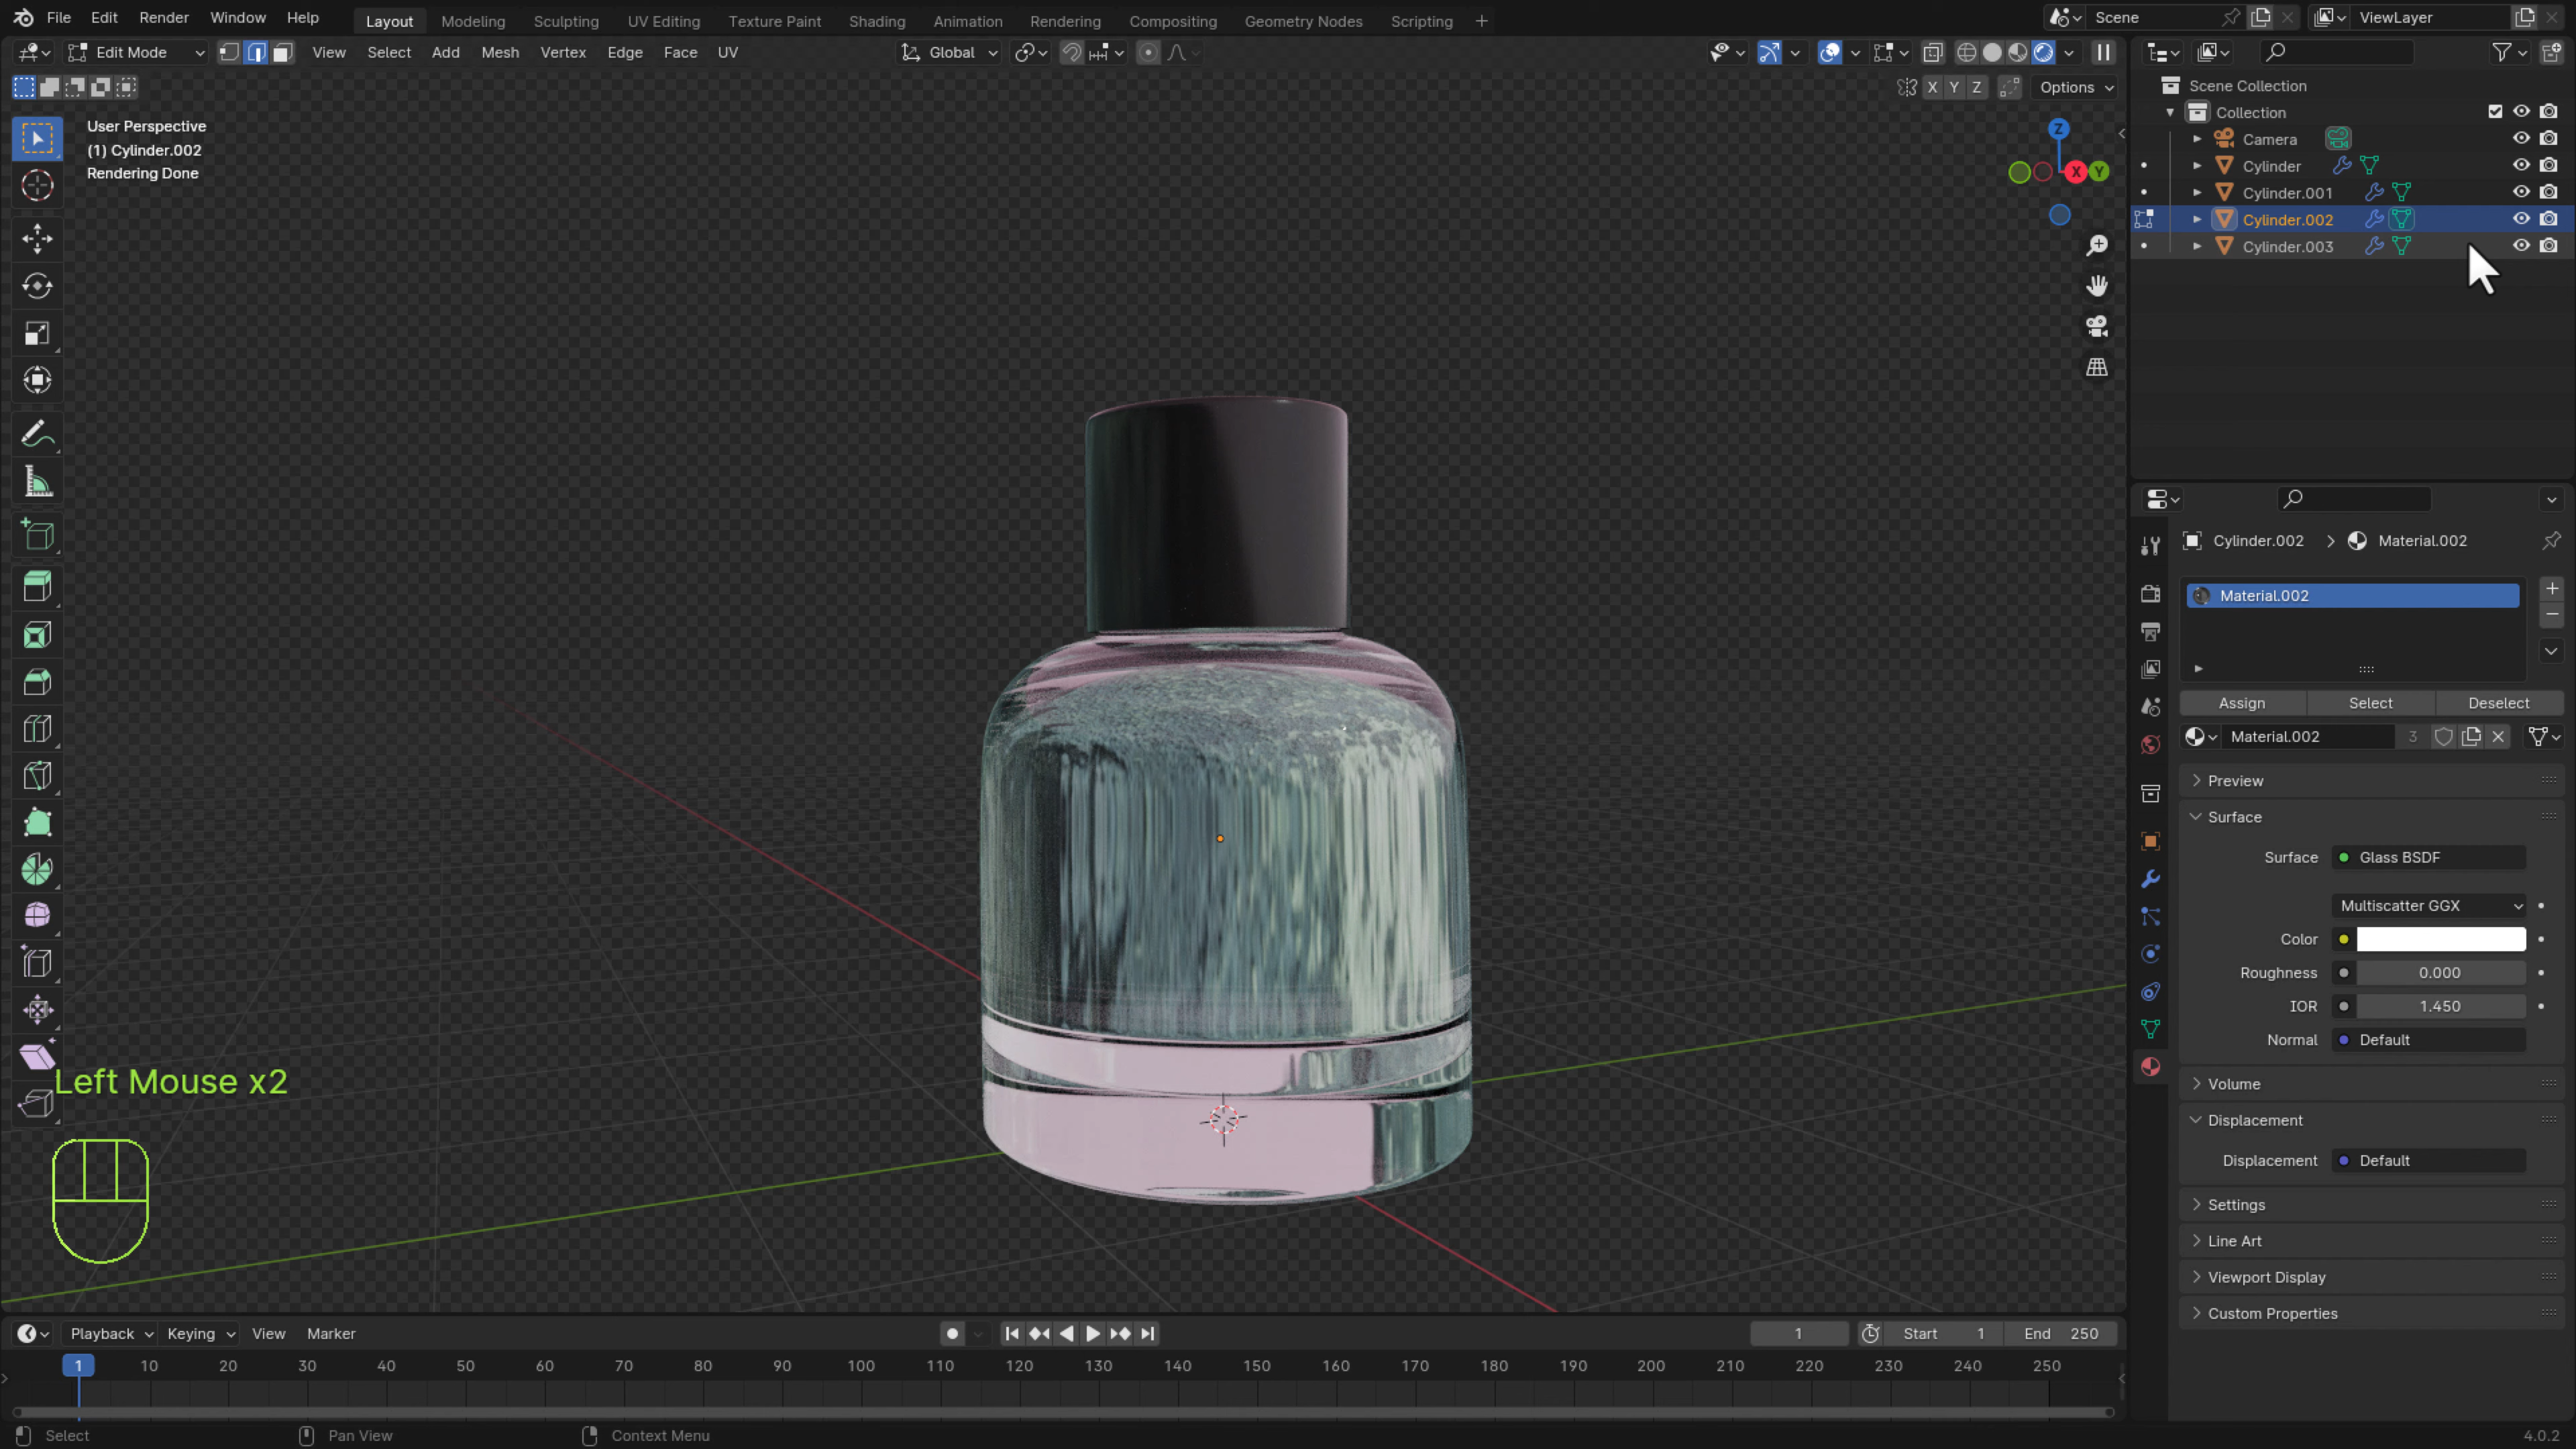 File Edit Render Window Help Layout Modeling Sculpting UV Editing Texture Paint Shading Animation Rendering Compositing Geometry Nodes Scripting + Scene ViewLayer
Edit Mode View Select Add Mesh Vertex Edge Face UV Global
X Y Z Options
User Perspective
(1) Cylinder.002
Rendering Done
Z
X
Y
Left Mouse x2
Scene Collection
Collection
Camera
Cylinder
Cylinder.001
Cylinder.002
Cylinder.003
Cylinder.002 > Material.002
Material.002
Assign Select Deselect
Material.002 3
Preview
Surface
Surface Glass BSDF
Multiscatter GGX
Color
Roughness 0.000
IOR 1.450
Normal Default
Volume
Displacement
Displacement Default
Settings
Line Art
Viewport Display
Custom Properties
Playback Keying View Marker 1 Start 1 End 250
1 10 20 30 40 50 60 70 80 90 100 110 120 130 140 150 160 170 180 190 200 210 220 230 240 250
Select Pan View Context Menu 4.0.2